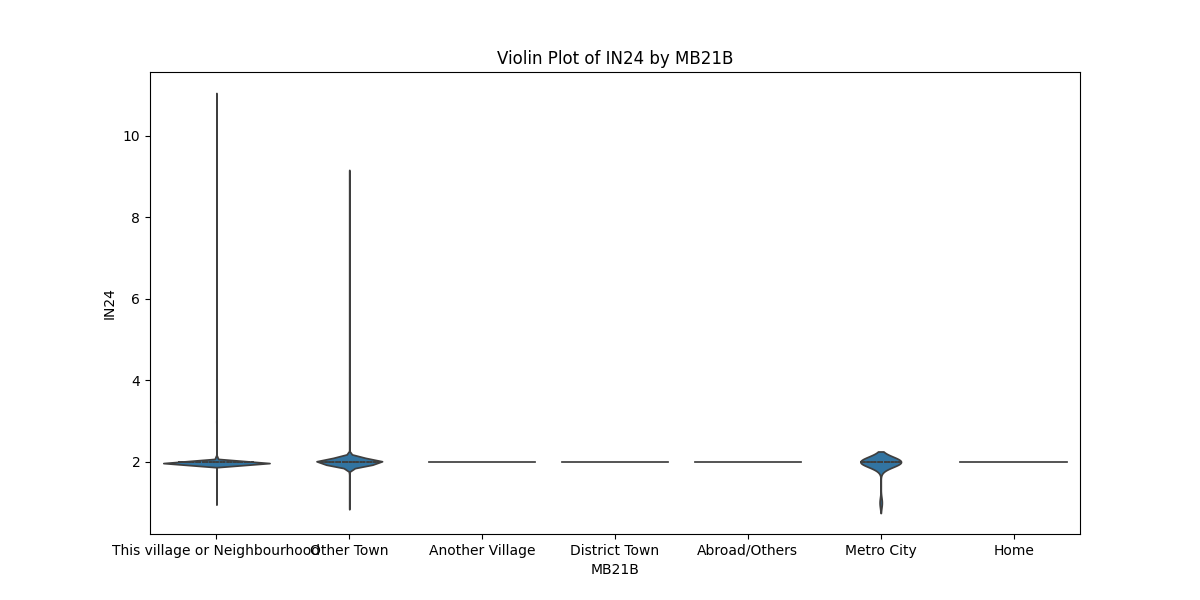 Violin Plot of IN24 by MB21B
10
8
6
4
2
IN24
This village or Neighbourhood Other Town Another Village District Town Abroad/Others Metro City Home
MB21B